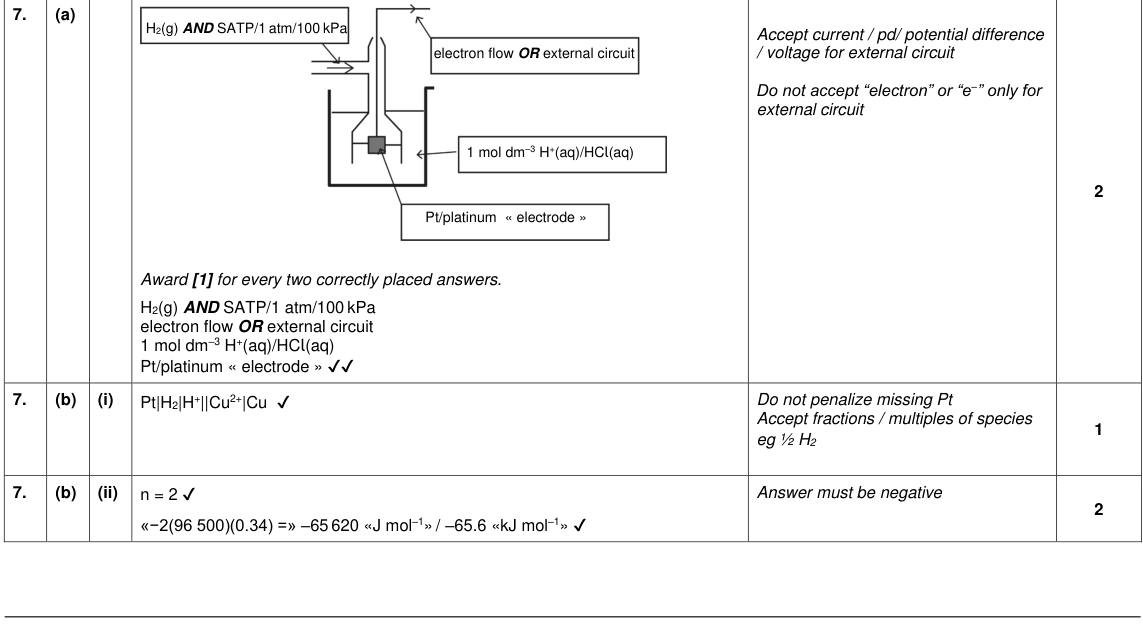 7. (a)
H₂(g) AND SATP/1 atm/100 kPa
electron flow OR external circuit
1 mol dm⁻³ H⁺(aq)/HCl(aq)
Pt/platinum « electrode »
Award [1] for every two correctly placed answers.
H₂(g) AND SATP/1 atm/100 kPa
electron flow OR external circuit
1 mol dm⁻³ H⁺(aq)/HCl(aq)
Pt/platinum « electrode » ✓✓
Accept current / pd/ potential difference
/ voltage for external circuit
Do not accept “electron” or “e⁻” only for
external circuit
2
7. (b) (i) Pt|H₂|H⁺||Cu²⁺|Cu ✓
Do not penalize missing Pt
Accept fractions / multiples of species
eg ½ H₂
1
7. (b) (ii) n = 2 ✓
«−2(96 500)(0.34) =» –65 620 «J mol⁻¹» / –65.6 «kJ mol⁻¹» ✓
Answer must be negative
2